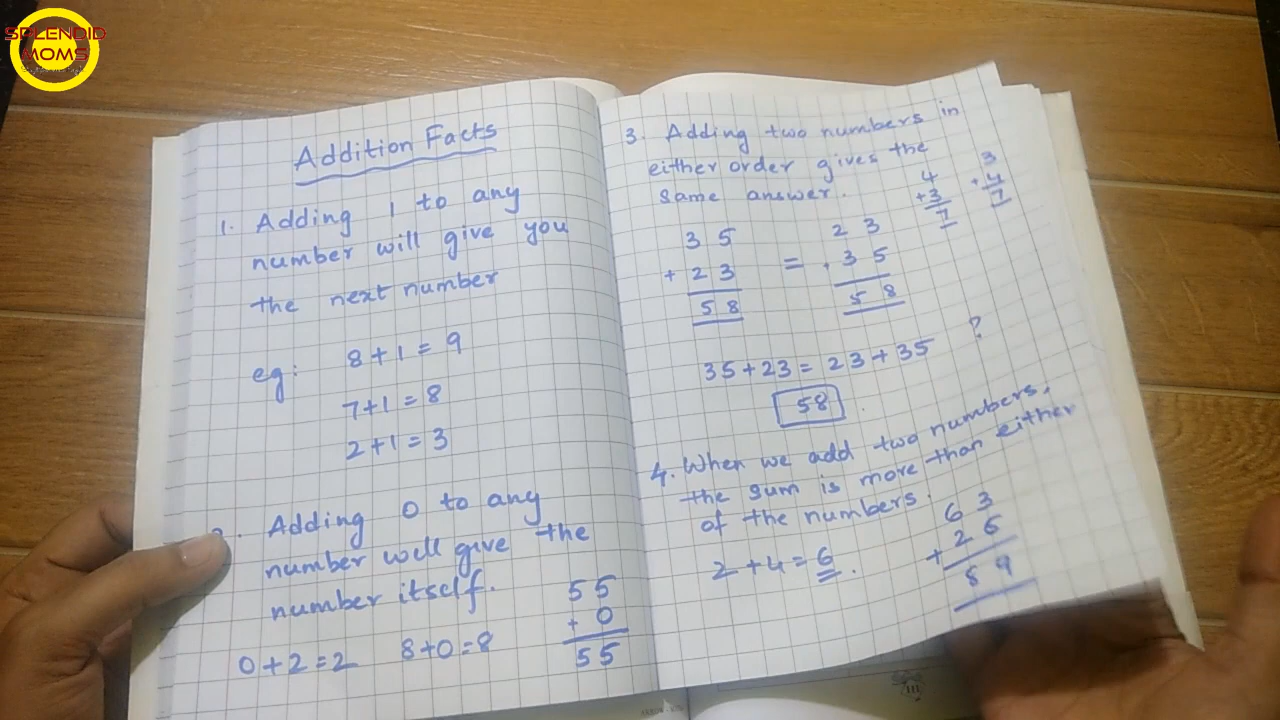 SPLENDID
MOMS
Addition Facts
1. Adding 1 to any
number will give you
the next number
eg: 8 + 1 = 9
7+1 = 8
2+1 = 3
. Adding 0 to any
number will give the
number itself.
0+2=2 8+0=8
55
+ 0
55
3. Adding two numbers in
either order gives the
same answer.
4
+3
7
3
+4
7
35
+ 23
58
=
23
+35
58
35+23 = 23+35 ?
58
4. When we add two numbers,
the sum is more than either
of the numbers.
2+4=6.
63
+ 26
89